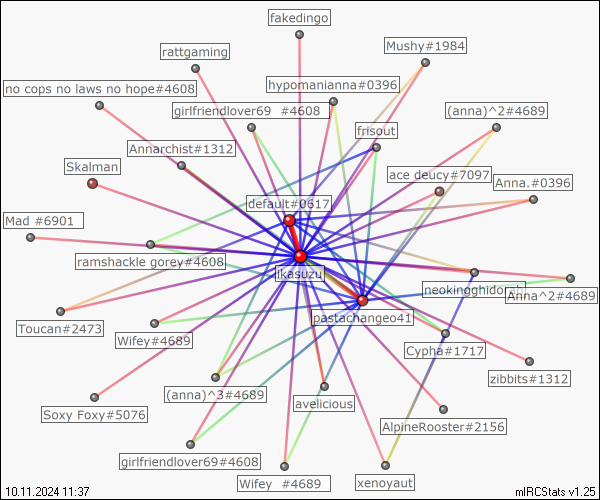 fakedingo
rattgaming
Mushy#1984
no cops no laws no hope#4608
hypomanianna#0396
girlfriendlover69 #4608
(anna)^2#4689
frisout
Annarchist#1312
Skalman
ace deucy#7097
Anna.#0396
default#0617
Mad #6901
ramshackle gorey#4608
ikasuzu
neokingghidorah
Anna^2#4689
pastachangeo41
Toucan#2473
Wifey#4689
Cypha#1717
zibbits#1312
(anna)^3#4689
avelicious
Soxy Foxy#5076
AlpineRooster#2156
girlfriendlover69#4608
Wifey #4689
xenoyaut
10.11.2024 11:37
mIRCStats v1.25